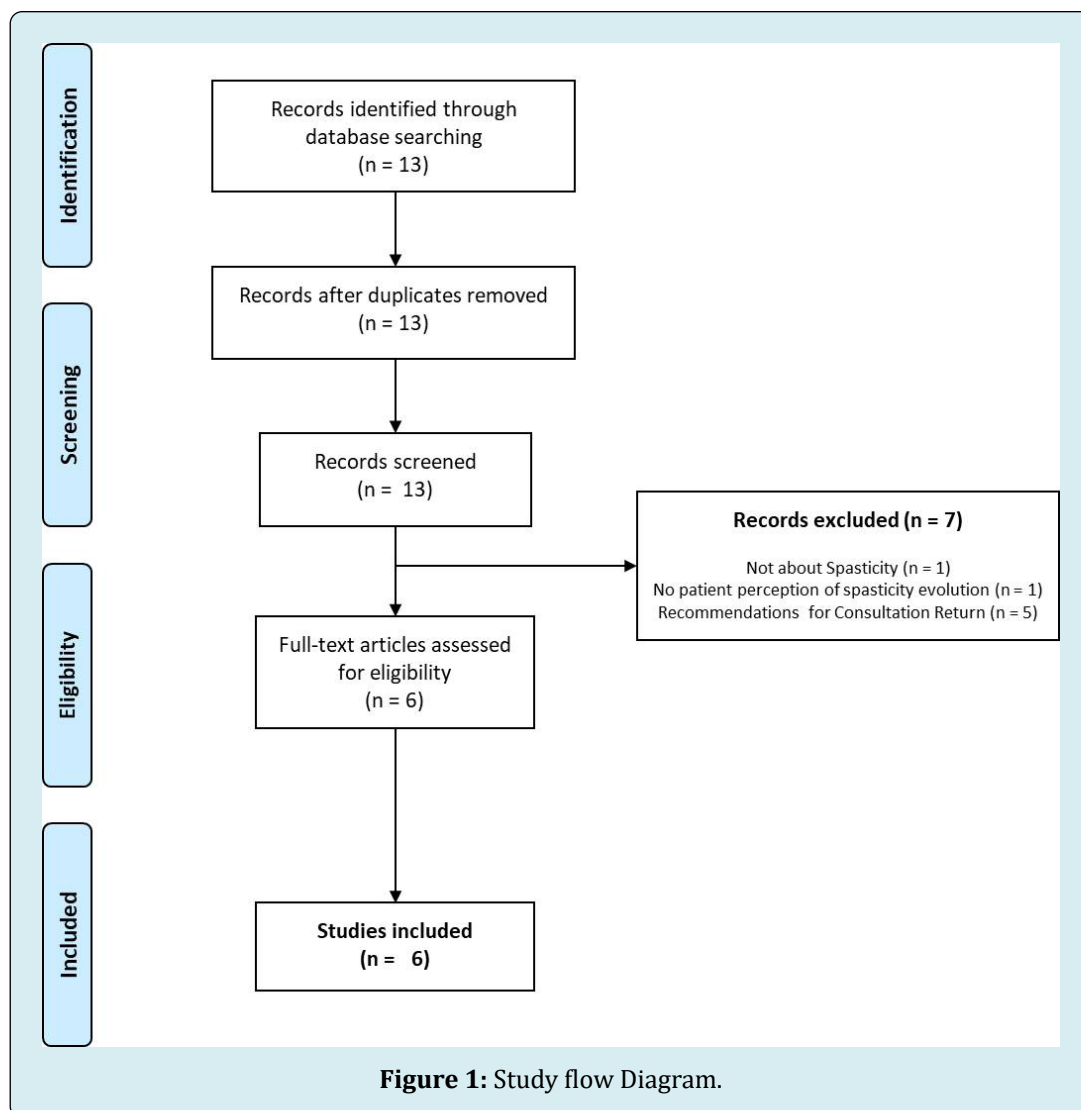 Identification
Records identified through
database searching
(n = 13)
Records after duplicates removed
(n = 13)
Screening
Records screened
(n = 13)
Records excluded (n = 7)
Not about Spasticity (n = 1)
No patient perception of spasticity evolution (n = 1)
Recommendations for Consultation Return (n = 5)
Eligibility
Full-text articles assessed
for eligibility
(n = 6)
Included
Studies included
(n = 6)
Figure 1: Study flow Diagram.